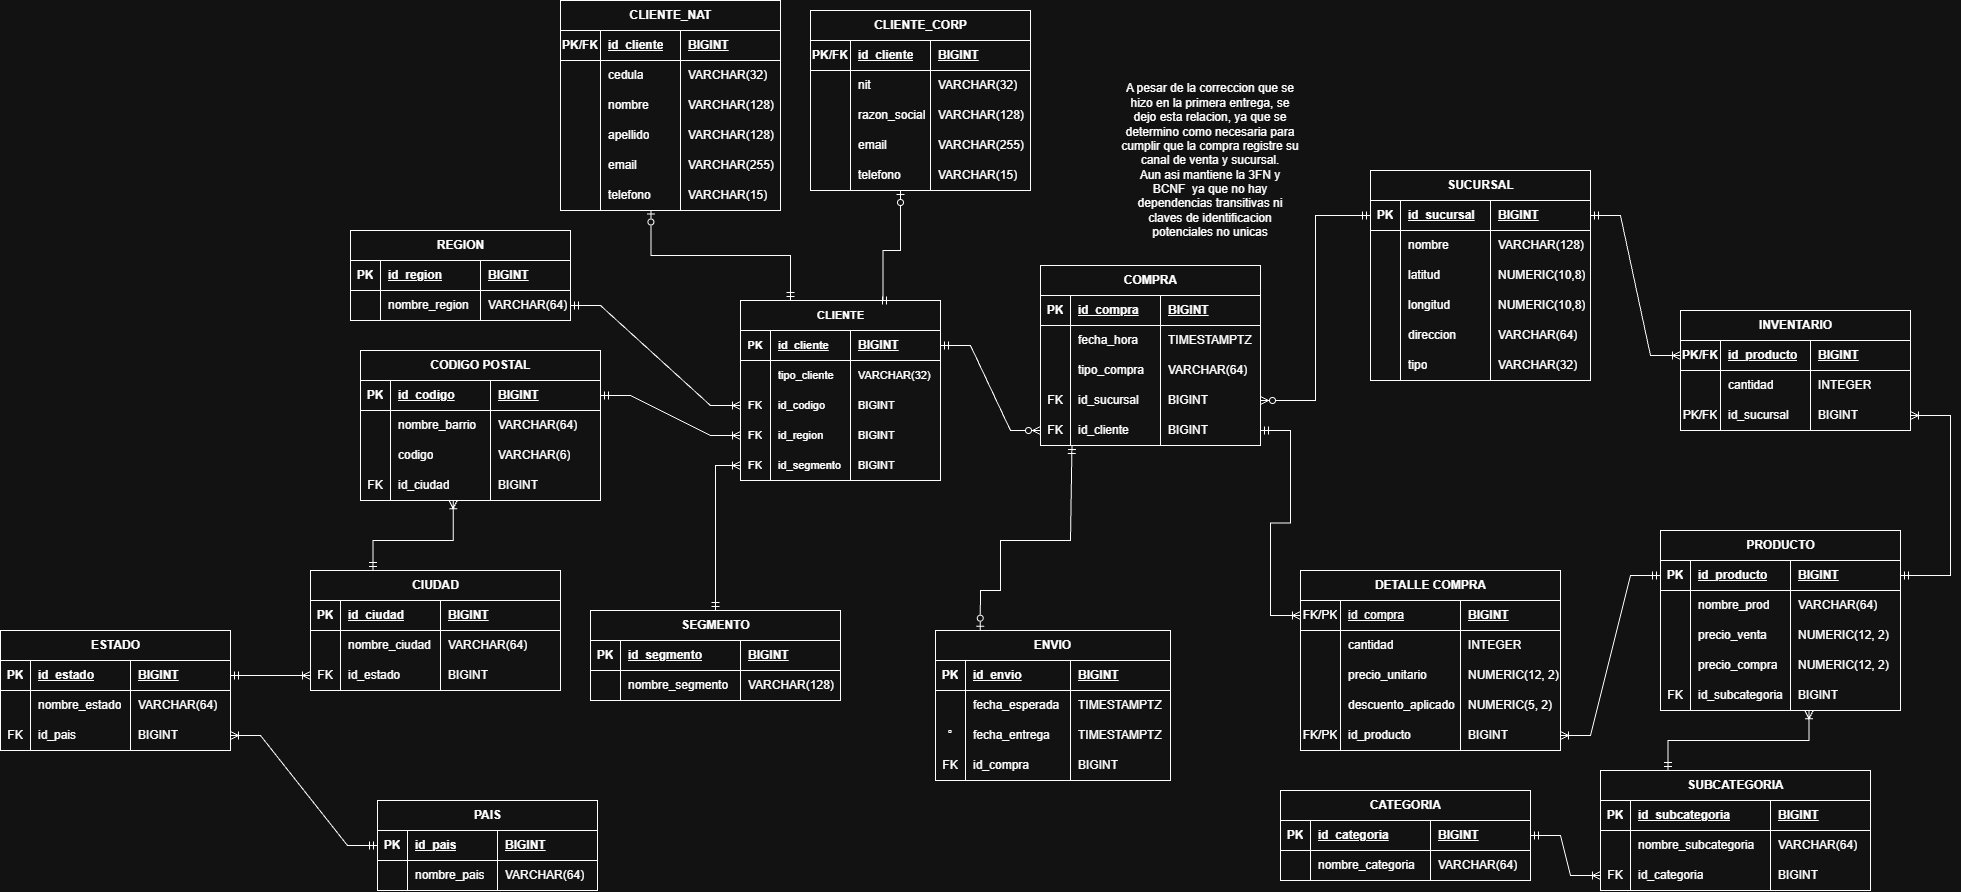 CLIENTE_NAT
PK/FK id_cliente BIGINT
cedula VARCHAR(32)
nombre VARCHAR(128)
apellido VARCHAR(128)
email VARCHAR(255)
telefono VARCHAR(15)
CLIENTE_CORP
PK/FK id_cliente BIGINT
nit VARCHAR(32)
razon_social VARCHAR(128)
email VARCHAR(255)
telefono VARCHAR(15)
A pesar de la correccion que se
hizo en la primera entrega, se
dejo esta relacion, ya que se
determino como necesaria para
cumplir que la compra registre su
canal de venta y sucursal.
Aun asi mantiene la 3FN y
BCNF ya que no hay
dependencias transitivas ni
claves de identificacion
potenciales no unicas
SUCURSAL
PK id_sucursal BIGINT
nombre VARCHAR(128)
latitud NUMERIC(10,8)
longitud NUMERIC(10,8)
direccion VARCHAR(64)
tipo VARCHAR(32)
REGION
PK id_region BIGINT
nombre_region VARCHAR(64)
COMPRA
PK id_compra BIGINT
fecha_hora TIMESTAMPTZ
tipo_compra VARCHAR(64)
FK id_sucursal BIGINT
FK id_cliente BIGINT
CLIENTE
PK id_cliente BIGINT
tipo_cliente VARCHAR(32)
FK id_codigo BIGINT
FK id_region BIGINT
FK id_segmento BIGINT
INVENTARIO
PK/FK id_producto BIGINT
cantidad INTEGER
PK/FK id_sucursal BIGINT
CODIGO POSTAL
PK id_codigo BIGINT
nombre_barrio VARCHAR(64)
codigo VARCHAR(6)
FK id_ciudad BIGINT
PRODUCTO
PK id_producto BIGINT
nombre_prod VARCHAR(64)
precio_venta NUMERIC(12, 2)
precio_compra NUMERIC(12, 2)
FK id_subcategoria BIGINT
CIUDAD
PK id_ciudad BIGINT
nombre_ciudad VARCHAR(64)
FK id_estado BIGINT
DETALLE COMPRA
FK/PK id_compra BIGINT
cantidad INTEGER
precio_unitario NUMERIC(12, 2)
descuento_aplicado NUMERIC(5, 2)
FK/PK id_producto BIGINT
SEGMENTO
PK id_segmento BIGINT
nombre_segmento VARCHAR(128)
ESTADO
PK id_estado BIGINT
nombre_estado VARCHAR(64)
FK id_pais BIGINT
ENVIO
PK id_envio BIGINT
fecha_esperada TIMESTAMPTZ
° fecha_entrega TIMESTAMPTZ
FK id_compra BIGINT
SUBCATEGORIA
PK id_subcategoria BIGINT
nombre_subcategoria VARCHAR(64)
FK id_categoria BIGINT
CATEGORIA
PK id_categoria BIGINT
nombre_categoria VARCHAR(64)
PAIS
PK id_pais BIGINT
nombre_pais VARCHAR(64)